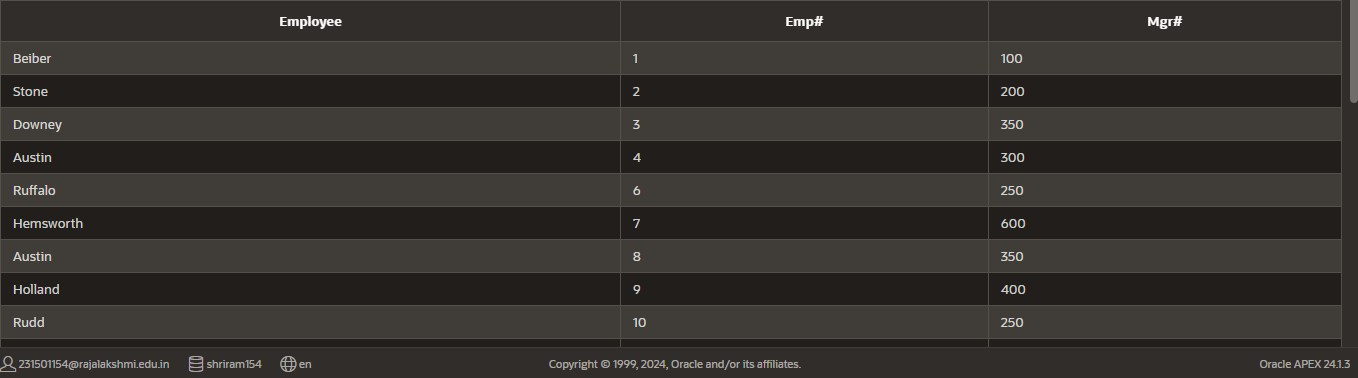 Employee Emp# Mgr#
Beiber 1 100
Stone 2 200
Downey 3 350
Austin 4 300
Ruffalo 6 250
Hemsworth 7 600
Austin 8 350
Holland 9 400
Rudd 10 250
231501154@rajalakshmi.edu.in shriram154 en Copyright © 1999, 2024, Oracle and/or its affiliates. Oracle APEX 24.1.3